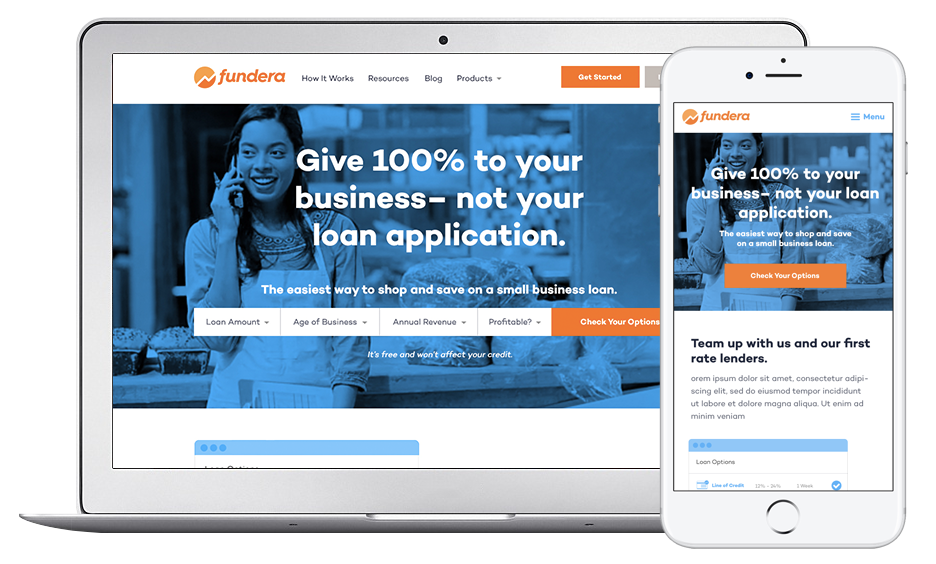 fundera
How It Works
Resources
Blog
Products
Get Started
Give 100% to your
business– not your
loan application.
The easiest way to shop and save on a small business loan.
Loan Amount
Age of Business
Annual Revenue
Profitable?
Check Your Options
It's free and won't affect your credit.
Loan Options
fundera
Menu
Give 100% to your
business– not your loan
application.
The easiest way to shop and save
on a small business loan.
Check Your Options
Team up with us and our first
rate lenders.
orem ipsum dolor sit amet, consectetur adipi-
scing elit, sed do eiusmod tempor incididunt
ut labore et dolore magna aliqua. Ut enim ad
minim veniam
Loan Options
Line of Credit
12% – 24%
1 Week